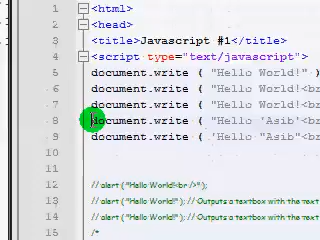 1 <html>
2 <head>
3 <title>Javascript #1</title>
4 <script type="text/javascript">
5 document.write ( "Hello World!" )
6 document.write ( "Hello World!<br
7 document.write ( "Hello World!<br
8 document.write ( "Hello 'Asib'<br
9 document.write ( "Hello "Asib"<br
10
11
12 // alert ( "Hello World!<br />" );
13 // alert ( "Hello World!" ); // Outputs a textbox with the text
14 // alert ( "Hello World!" ); // Outputs a textbox with the text
15 /*